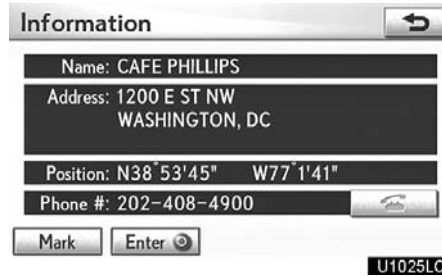 Information
Name: CAFE PHILLIPS
Address: 1200 E ST NW
WASHINGTON, DC
Position: N38°53'45" W77°1'41"
Phone #: 202-408-4900
Mark Enter
U1025LC